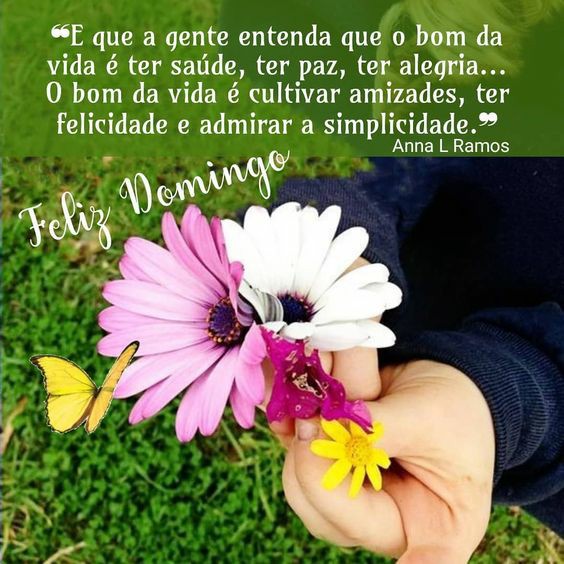 ❝E que a gente entenda que o bom da
vida é ter saúde, ter paz, ter alegria...
O bom da vida é cultivar amizades, ter
felicidade e admirar a simplicidade.❞
Anna L Ramos
Feliz Domingo